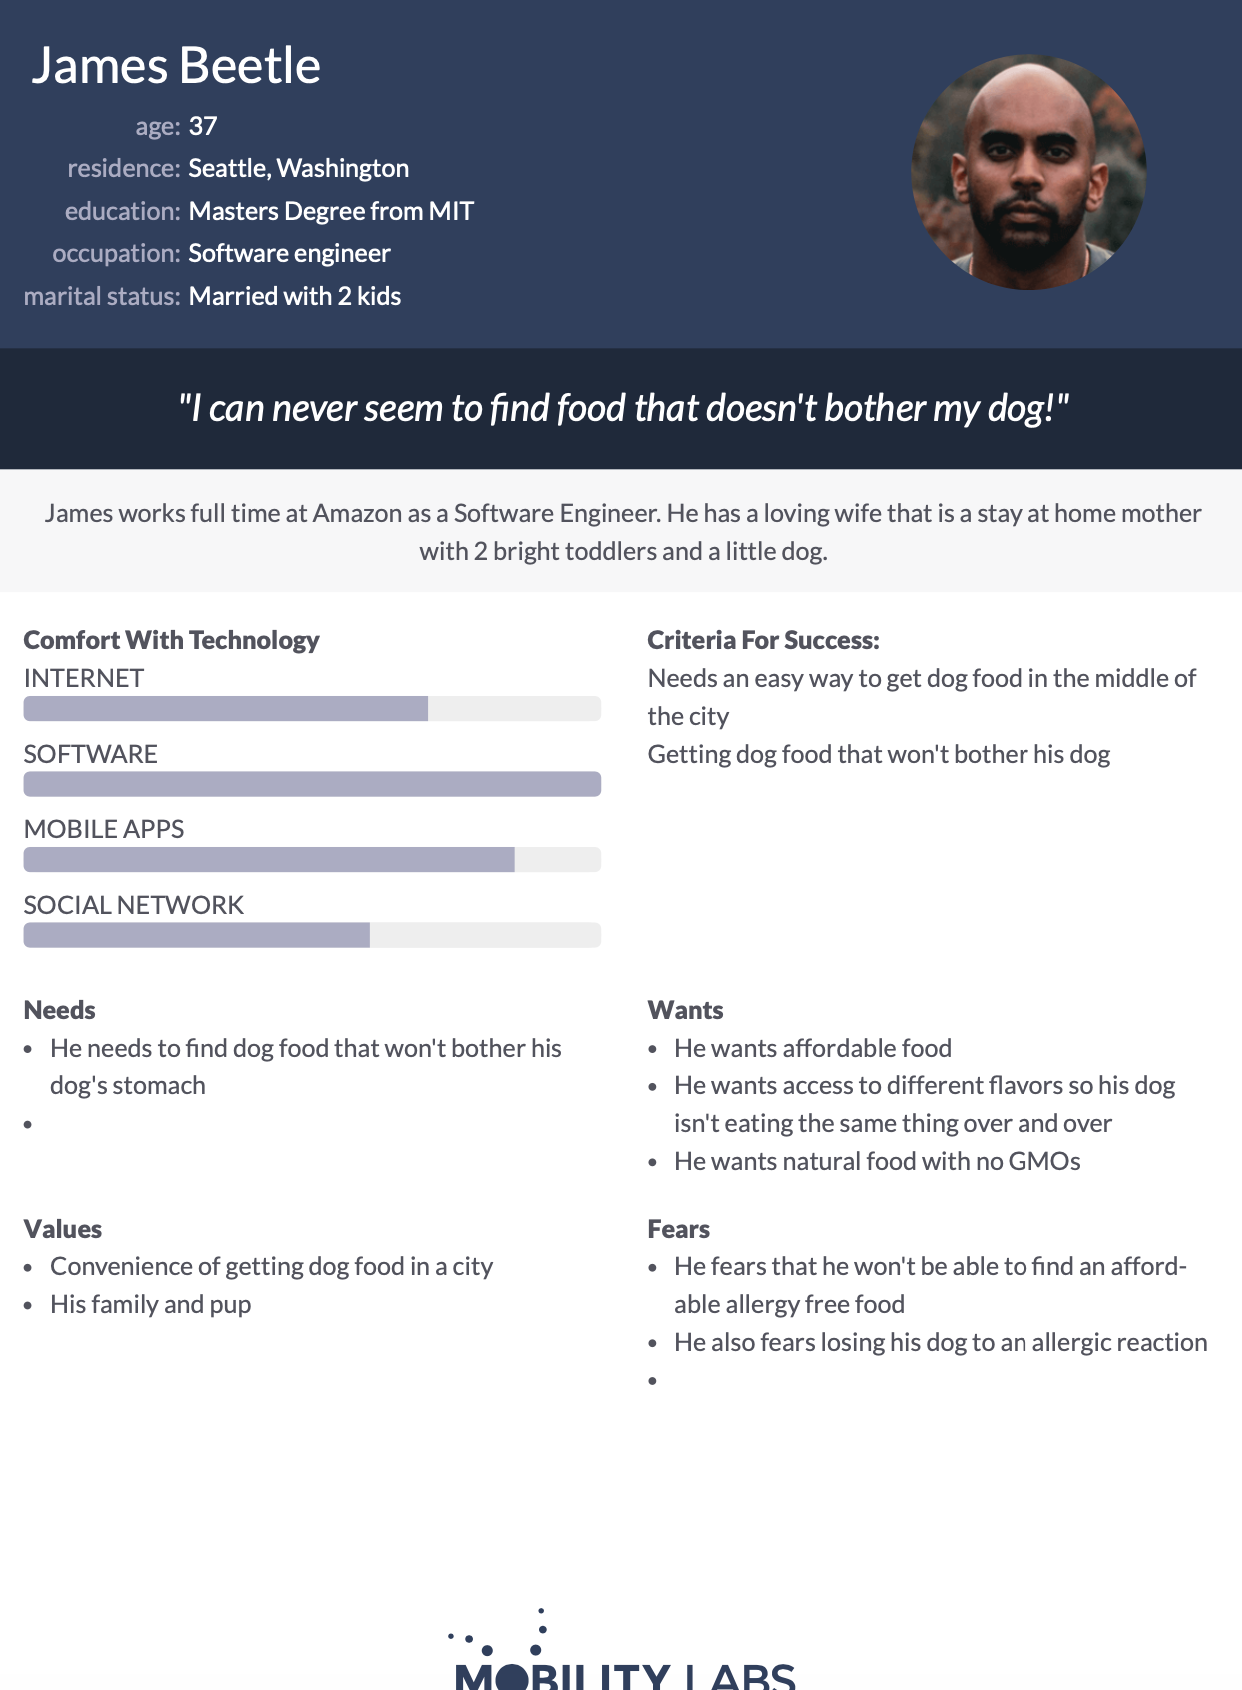 James Beetle
age: 37
residence: Seattle, Washington
education: Masters Degree from MIT
occupation: Software engineer
marital status: Married with 2 kids
"I can never seem to find food that doesn't bother my dog!"
James works full time at Amazon as a Software Engineer. He has a loving wife that is a stay at home mother
with 2 bright toddlers and a little dog.
Comfort With Technology
INTERNET
SOFTWARE
MOBILE APPS
SOCIAL NETWORK
Criteria For Success:
Needs an easy way to get dog food in the middle of
the city
Getting dog food that won't bother his dog
Needs
• He needs to find dog food that won't bother his
dog's stomach
•
Wants
• He wants affordable food
• He wants access to different flavors so his dog
isn't eating the same thing over and over
• He wants natural food with no GMOs
Values
• Convenience of getting dog food in a city
• His family and pup
Fears
• He fears that he won't be able to find an afford-
able allergy free food
• He also fears losing his dog to an allergic reaction
•
MOBILITY LABS